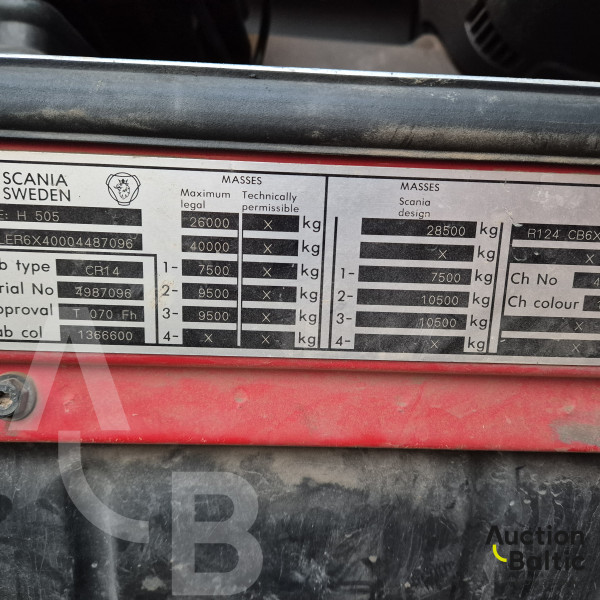 SCANIA
SWEDEN
MASSES
Maximum legal
Technically permissible
MASSES
Scania design
E: H 505
26000 X kg
28500 kg
R124 CB6X
LER6X40004487096
40000 X kg
X kg
X
b type CR14
1- 7500 X kg
1- 7500 kg
Ch No 4
rial No 4987096
2- 9500 X kg
2- 10500 kg
Ch colour
pproval T 070 Fh
3- 9500 X kg
3- 10500 kg
X
ab col 1366600
4- X X kg
4- X kg
X
A B
Auction
Baltic